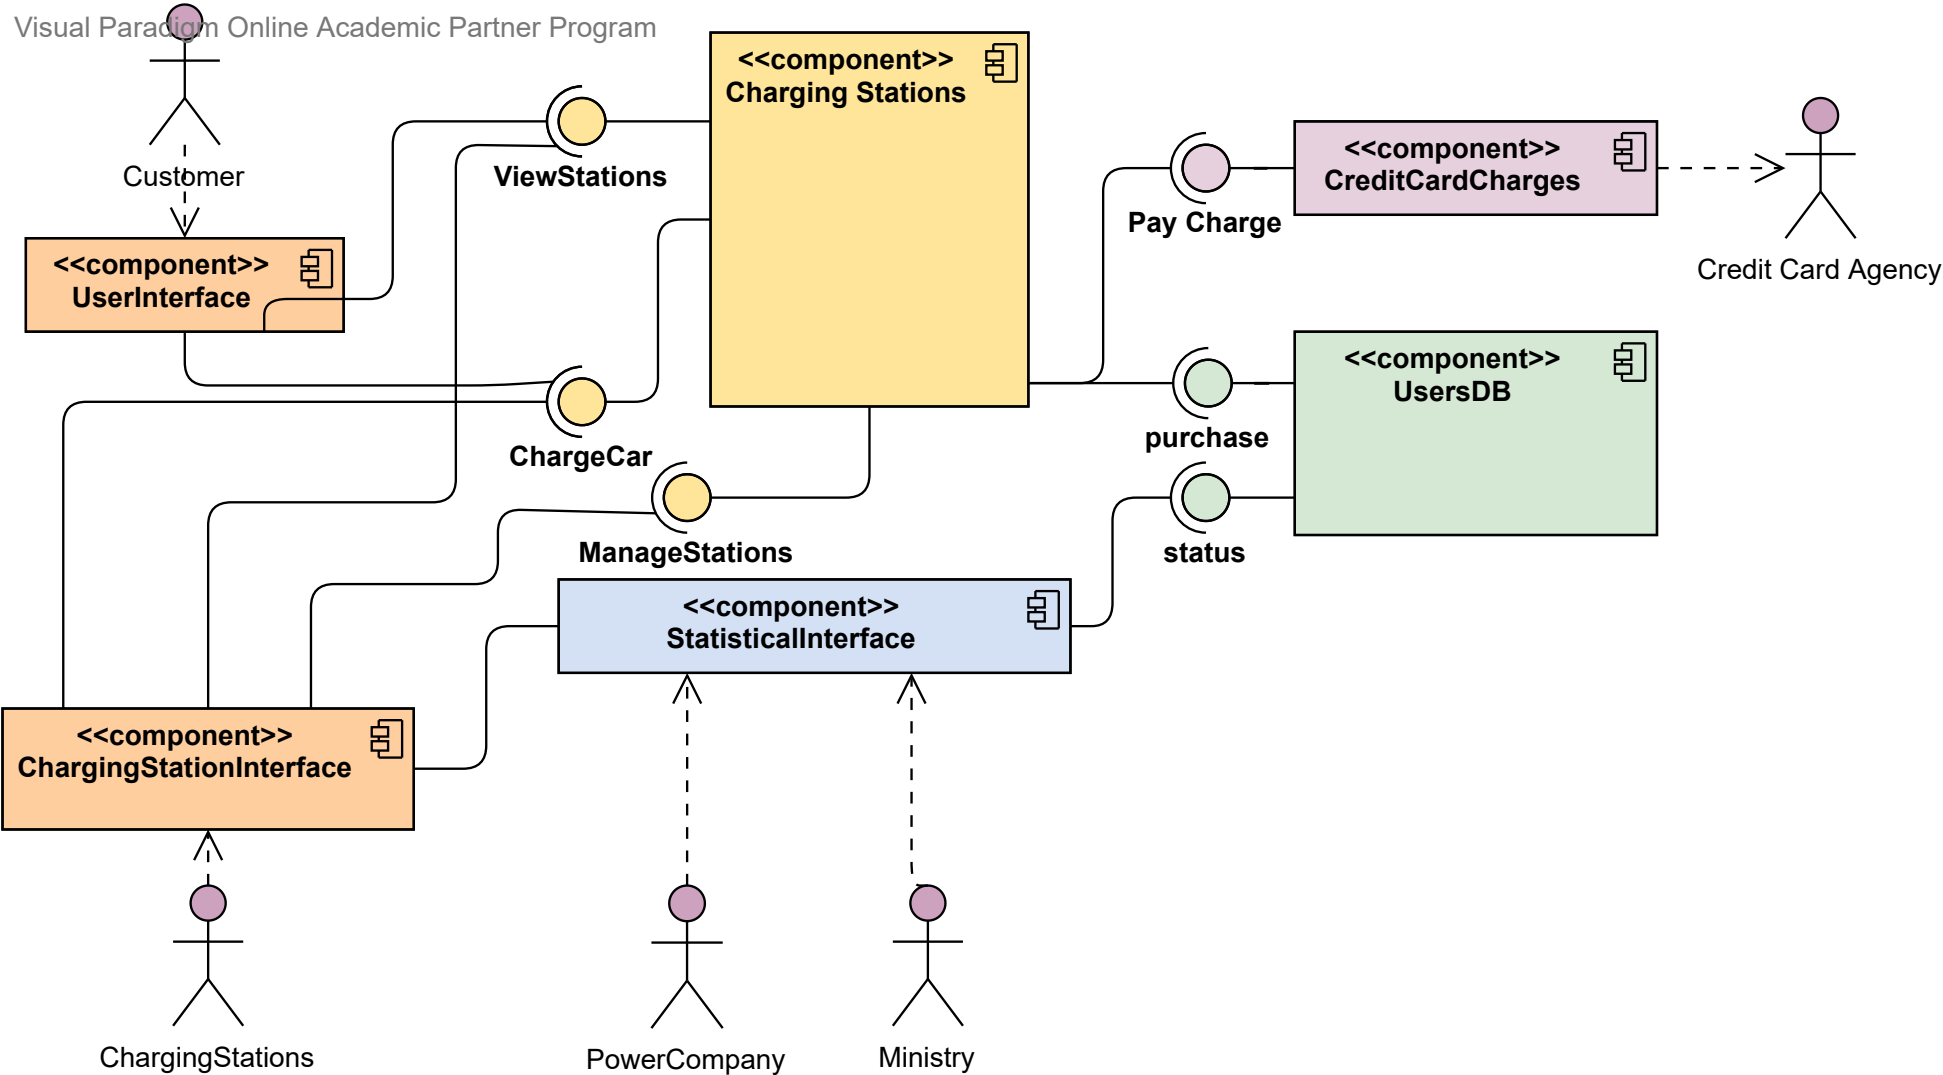 Visual Paradigm Online Academic Partner Program
<<component>>
Charging Stations
Customer
ViewStations
<<component>>
CreditCardCharges
Pay Charge
Credit Card Agency
<<component>>
UserInterface
<<component>>
UsersDB
ChargeCar
purchase
ManageStations
status
<<component>>
StatisticalInterface
<<component>>
ChargingStationInterface
ChargingStations
PowerCompany
Ministry